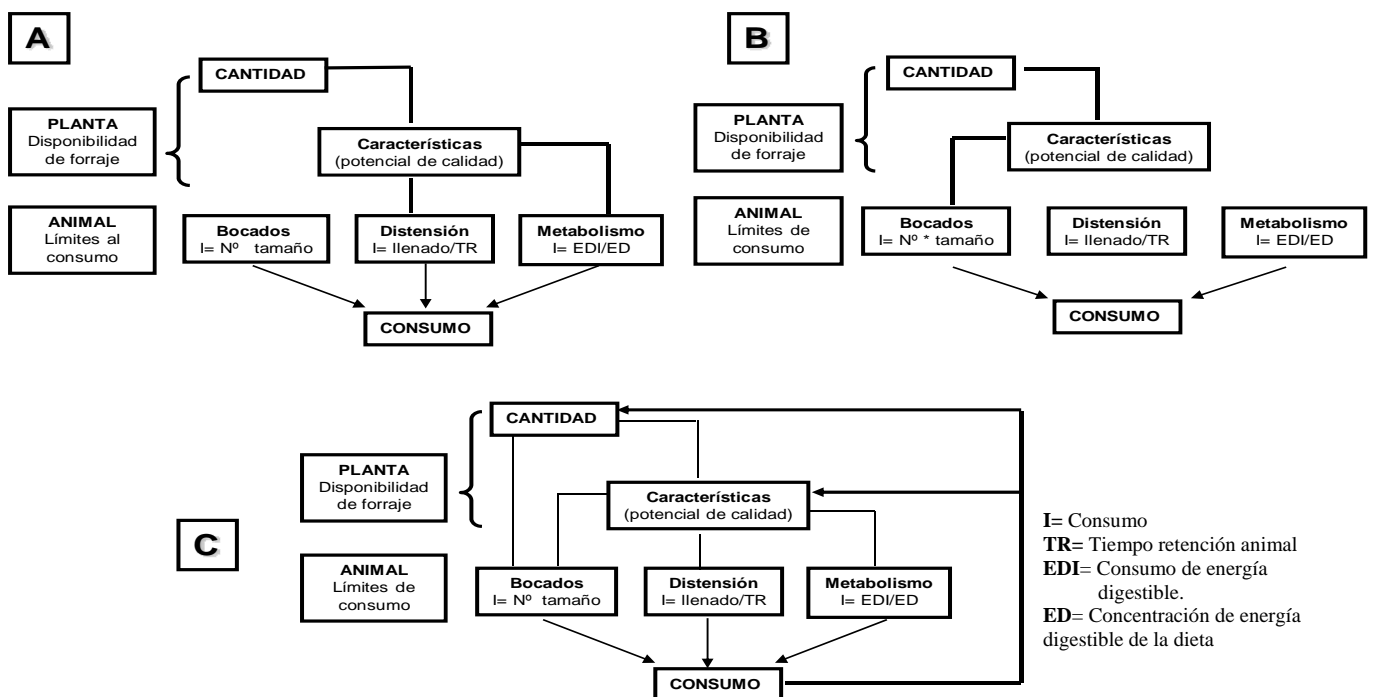 A
CANTIDAD
PLANTA
Disponibilidad
de forraje
Características
(potencial de calidad)
ANIMAL
Límites al
consumo
Bocados
I= Nº tamaño
Distensión
I= llenado/TR
Metabolismo
I= EDI/ED
CONSUMO
B
CANTIDAD
PLANTA
Disponibilidad
de forraje
Características
(potencial de calidad)
ANIMAL
Límites de
consumo
Bocados
I= Nº * tamaño
Distensión
I= llenado/TR
Metabolismo
I= EDI/ED
CONSUMO
C
CANTIDAD
PLANTA
Disponibilidad
de forraje
Características
(potencial de calidad)
ANIMAL
Límites de
consumo
Bocados
I= Nº tamaño
Distensión
I= llenado/TR
Metabolismo
I= EDI/ED
CONSUMO
I= Consumo
TR= Tiempo retención animal
EDI= Consumo de energía
digestible.
ED= Concentración de energía
digestible de la dieta